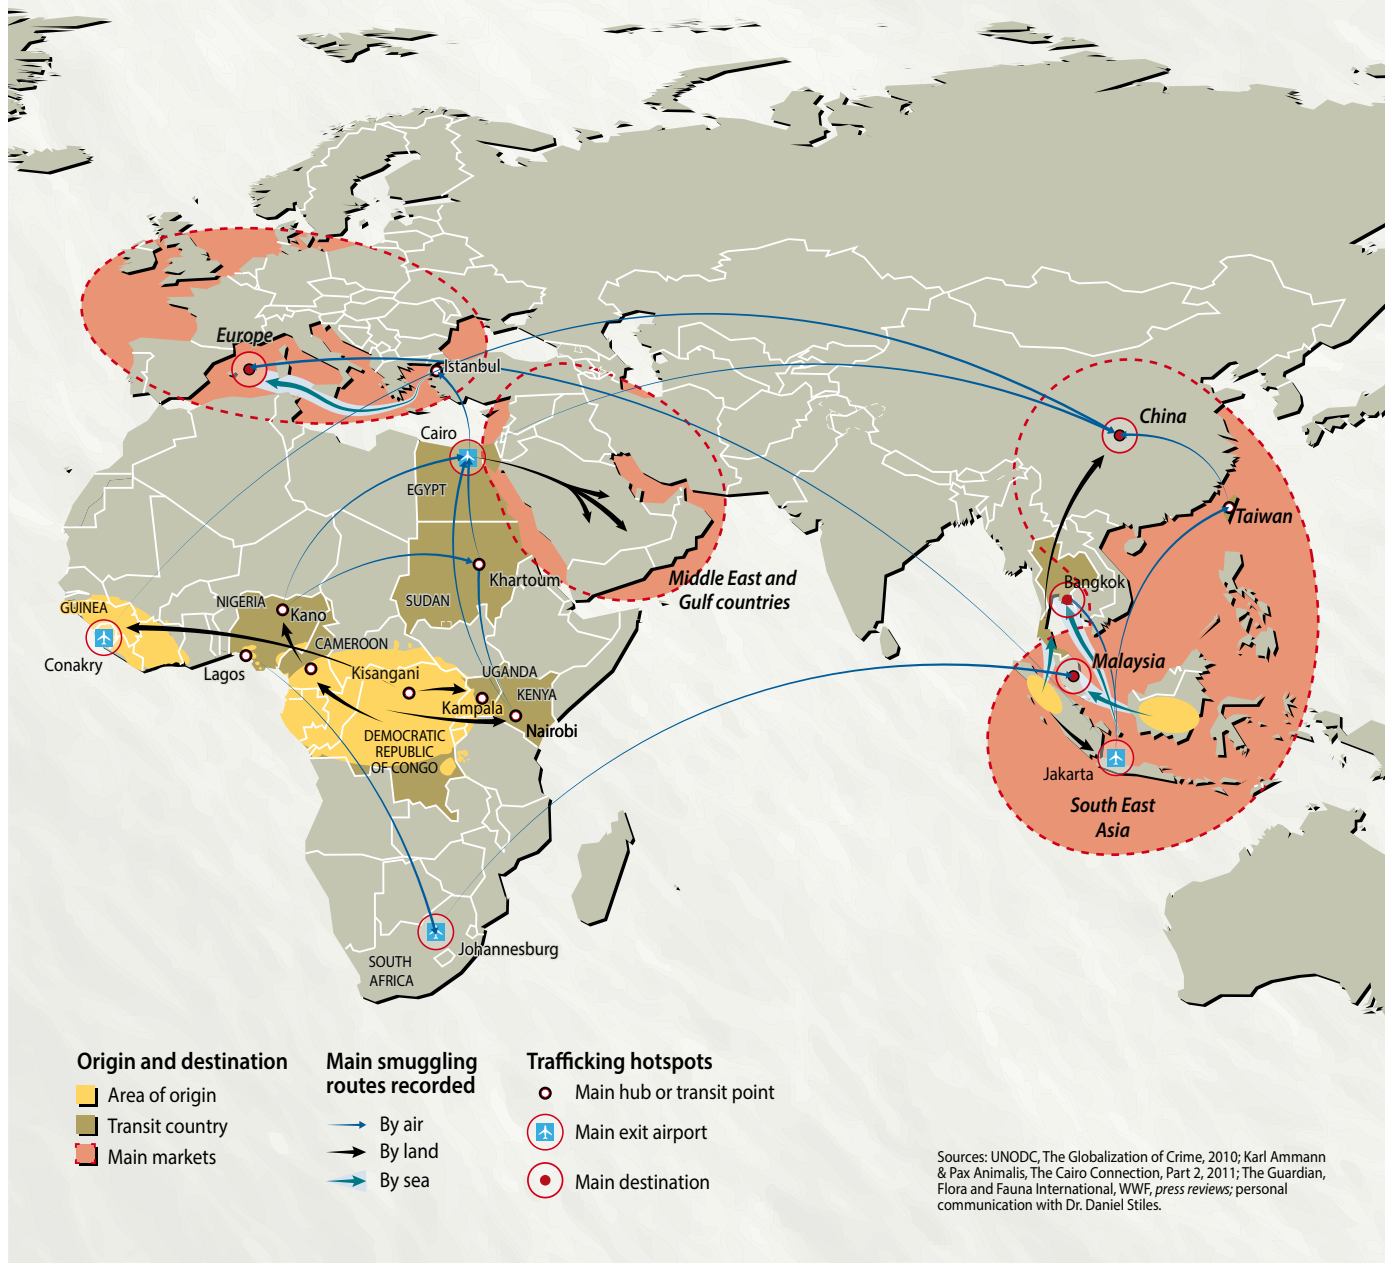 Europe
Istanbul
China
Cairo
EGYPT
Taiwan
Khartoum
Middle East and
Gulf countries
Bangkok
SUDAN
GUINEA
NIGERIA
Kano
CAMEROON
Conakry
Lagos
Kisangani
UGANDA
Malaysia
KENYA
Kampala
Nairobi
DEMOCRATIC
REPUBLIC
OF CONGO
Jakarta
South East
Asia
Johannesburg
SOUTH
AFRICA
Origin and destination
Area of origin
Transit country
Main markets
Main smuggling
routes recorded
By air
By land
By sea
Trafficking hotspots
Main hub or transit point
Main exit airport
Main destination
Sources: UNODC, The Globalization of Crime, 2010; Karl Ammann
& Pax Animalis, The Cairo Connection, Part 2, 2011; The Guardian,
Flora and Fauna International, WWF, press reviews; personal
communication with Dr. Daniel Stiles.